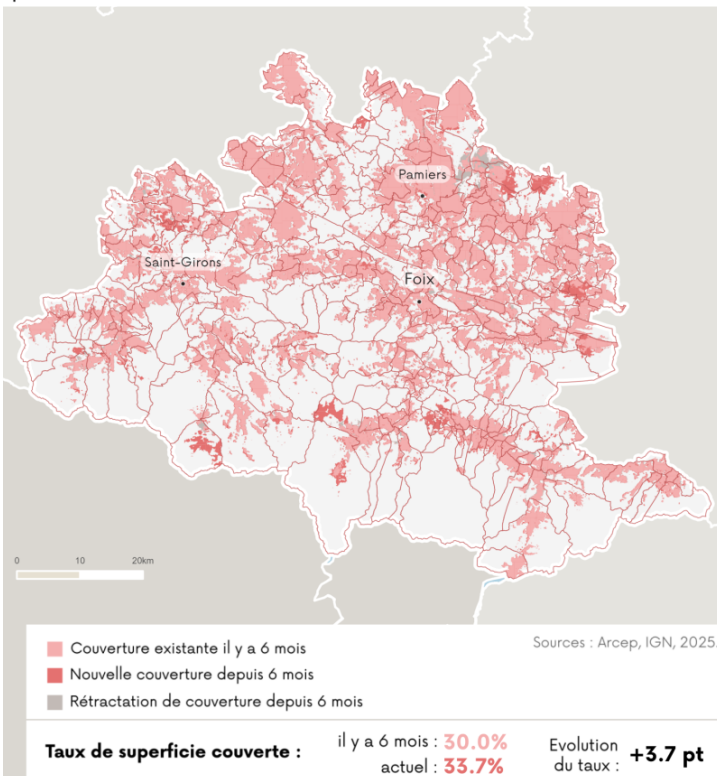 Pamiers
Saint-Girons
Foix
0 10 20km
Couverture existante il y a 6 mois
Sources : Arcep, IGN, 2025.
Nouvelle couverture depuis 6 mois
Rétractation de couverture depuis 6 mois
Taux de superficie couverte :
il y a 6 mois : 30.0%
actuel : 33.7%
Evolution
du taux :
+3.7 pt